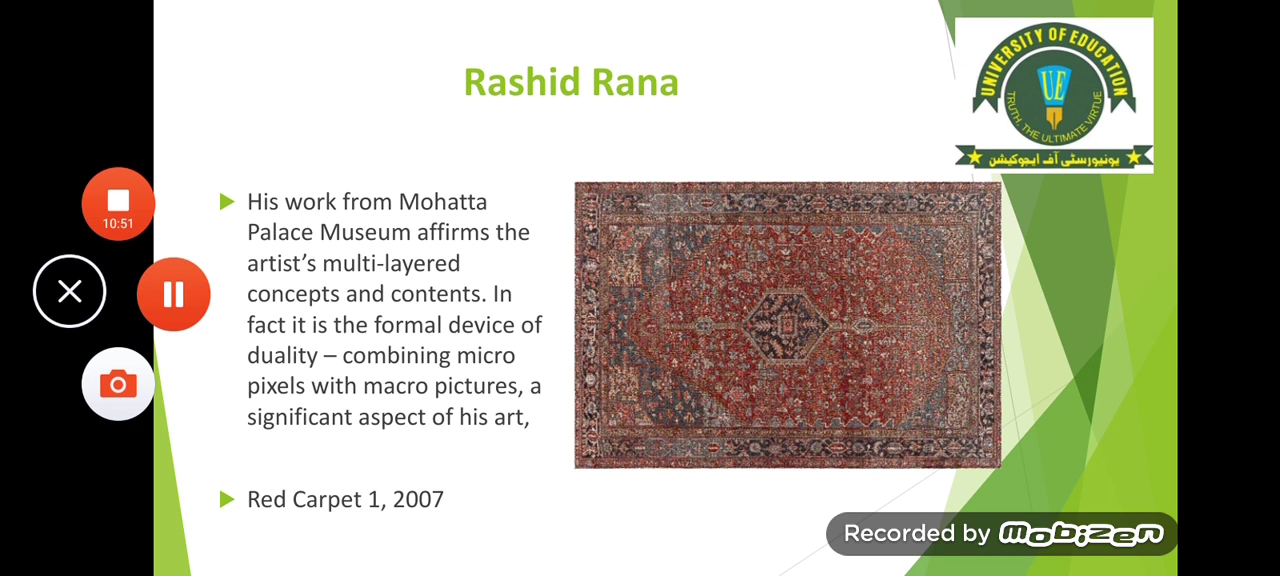 Rashid Rana
UNIVERSITY OF EDUCATION
UE
TRUTH, THE ULTIMATE VIRTUE
یونیورسٹی آف ایجوکیشن
His work from Mohatta
Palace Museum affirms the
artist’s multi-layered
concepts and contents. In
fact it is the formal device of
duality – combining micro
pixels with macro pictures, a
significant aspect of his art,
Red Carpet 1, 2007
10:51
Recorded by Mobizen